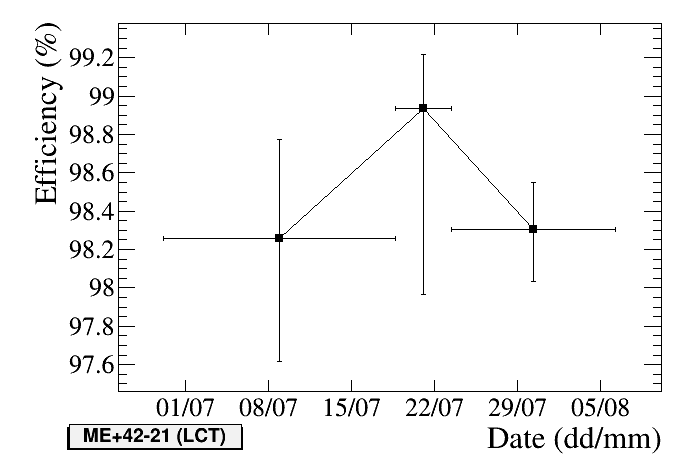 Efficiency (%)
99.2
99
98.8
98.6
98.4
98.2
98
97.8
97.6
01/07 08/07 15/07 22/07 29/07 05/08
ME+42-21 (LCT)
Date (dd/mm)